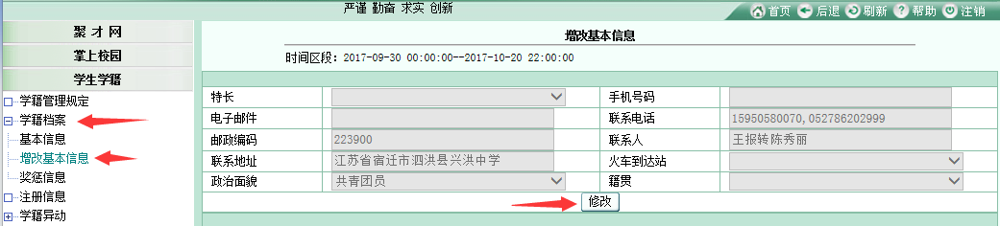 严谨 勤奋 求实 创新
首页 后退 刷新 帮助 注销
聚 才 网
掌上校园
学生学籍
学籍管理规定
学籍档案
基本信息
增改基本信息
奖惩信息
注册信息
学籍异动
增改基本信息
时间区段：2017-09-30 00:00:00--2017-10-20 22:00:00
特长 手机号码
电子邮件 联系电话 15950580070,052786202999
邮政编码 223900 联系人 王报转陈秀丽
联系地址 江苏省宿迁市泗洪县兴洪中学 火车到达站
政治面貌 共青团员 籍贯
修改